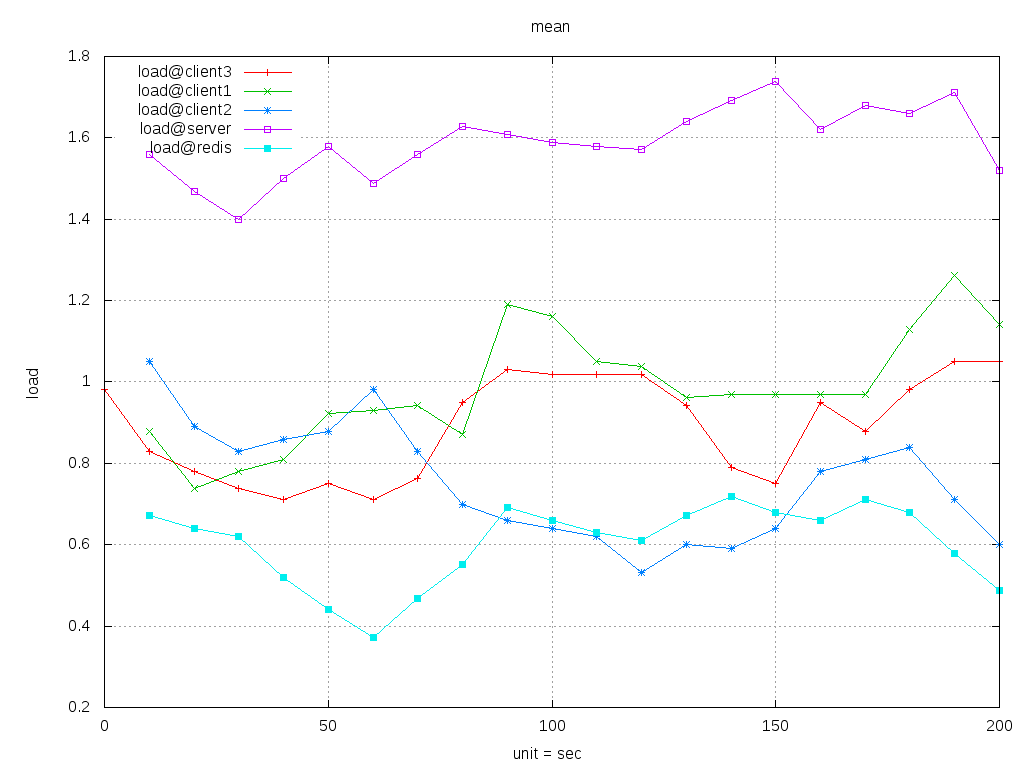 mean
1.8
load@client3
load@client1
load@client2
load@server
load@redis
1.6
1.4
1.2
1
0.8
0.6
0.4
0.2
load
0 50 100 150 200
unit = sec